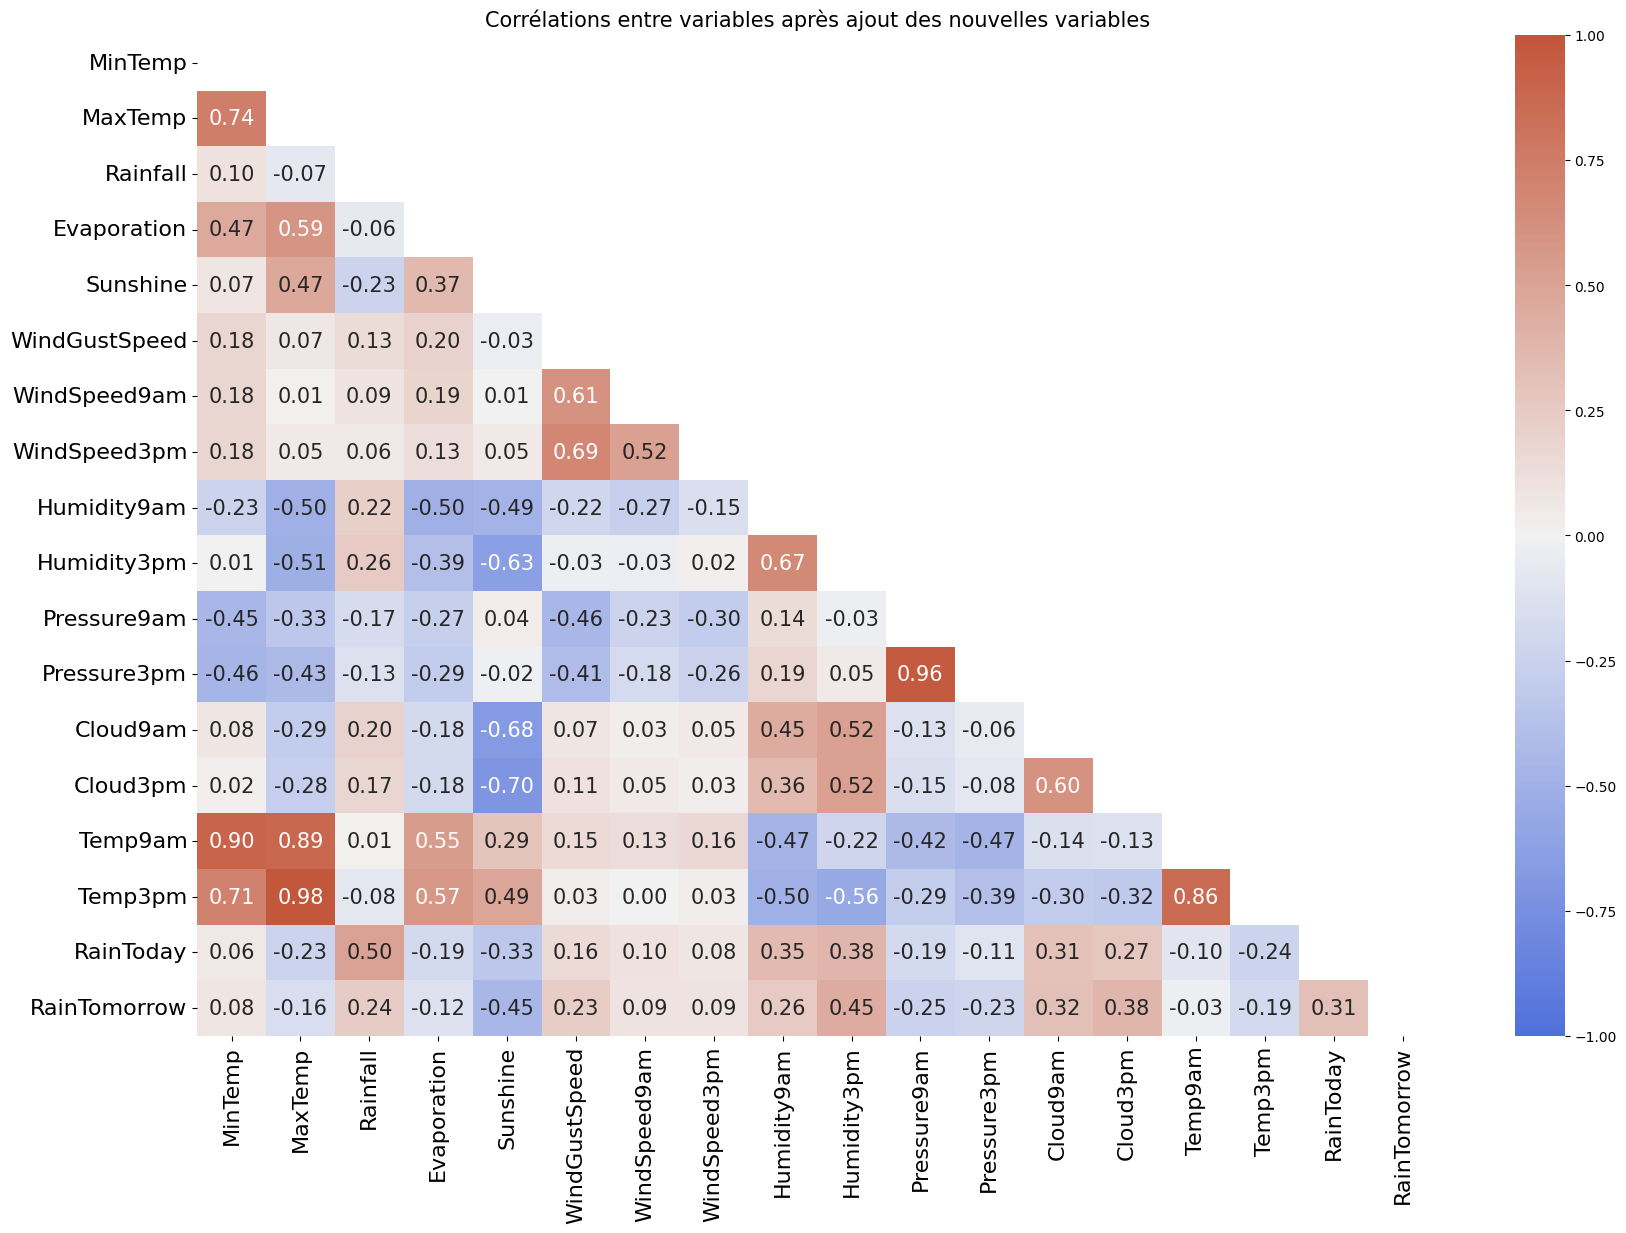 Corrélations entre variables après ajout des nouvelles variables
MinTemp
MaxTemp 0.74
Rainfall 0.10 -0.07
Evaporation 0.47 0.59 -0.06
Sunshine 0.07 0.47 -0.23 0.37
WindGustSpeed 0.18 0.07 0.13 0.20 -0.03
WindSpeed9am 0.18 0.01 0.09 0.19 0.01 0.61
WindSpeed3pm 0.18 0.05 0.06 0.13 0.05 0.69 0.52
Humidity9am -0.23 -0.50 0.22 -0.50 -0.49 -0.22 -0.27 -0.15
Humidity3pm 0.01 -0.51 0.26 -0.39 -0.63 -0.03 -0.03 0.02 0.67
Pressure9am -0.45 -0.33 -0.17 -0.27 0.04 -0.46 -0.23 -0.30 0.14 -0.03
Pressure3pm -0.46 -0.43 -0.13 -0.29 -0.02 -0.41 -0.18 -0.26 0.19 0.05 0.96
Cloud9am 0.08 -0.29 0.20 -0.18 -0.68 0.07 0.03 0.05 0.45 0.52 -0.13 -0.06
Cloud3pm 0.02 -0.28 0.17 -0.18 -0.70 0.11 0.05 0.03 0.36 0.52 -0.15 -0.08 0.60
Temp9am 0.90 0.89 0.01 0.55 0.29 0.15 0.13 0.16 -0.47 -0.22 -0.42 -0.47 -0.14 -0.13
Temp3pm 0.71 0.98 -0.08 0.57 0.49 0.03 0.00 0.03 -0.50 -0.56 -0.29 -0.39 -0.30 -0.32 0.86
RainToday 0.06 -0.23 0.50 -0.19 -0.33 0.16 0.10 0.08 0.35 0.38 -0.19 -0.11 0.31 0.27 -0.10 -0.24
RainTomorrow 0.08 -0.16 0.24 -0.12 -0.45 0.23 0.09 0.09 0.26 0.45 -0.25 -0.23 0.32 0.38 -0.03 -0.19 0.31
MinTemp
MaxTemp
Rainfall
Evaporation
Sunshine
WindGustSpeed
WindSpeed9am
WindSpeed3pm
Humidity9am
Humidity3pm
Pressure9am
Pressure3pm
Cloud9am
Cloud3pm
Temp9am
Temp3pm
RainToday
RainTomorrow
1.00
0.75
0.50
0.25
0.00
−0.25
−0.50
−0.75
−1.00